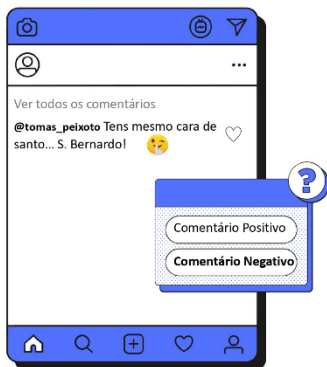 Ver todos os comentários
@tomas_peixoto Tens mesmo cara de
santo... S. Bernardo!
?
Comentário Positivo
Comentário Negativo